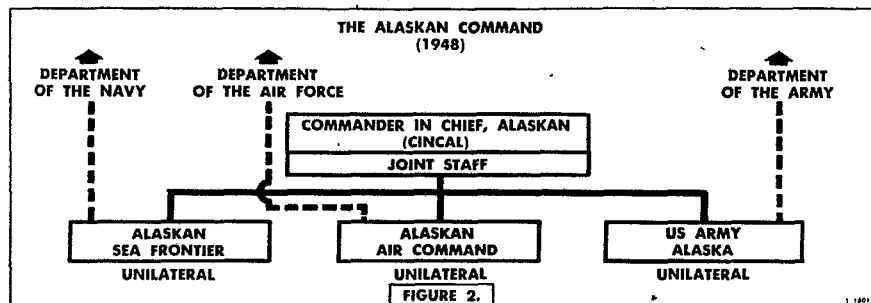 THE ALASKAN COMMAND
(1948)
DEPARTMENT
OF THE NAVY
DEPARTMENT
OF THE AIR FORCE
DEPARTMENT
OF THE ARMY
COMMANDER IN CHIEF, ALASKAN
(CINCAL)
JOINT STAFF
ALASKAN
SEA FRONTIER
UNILATERAL
ALASKAN
AIR COMMAND
UNILATERAL
US ARMY
ALASKA
UNILATERAL
FIGURE 2.